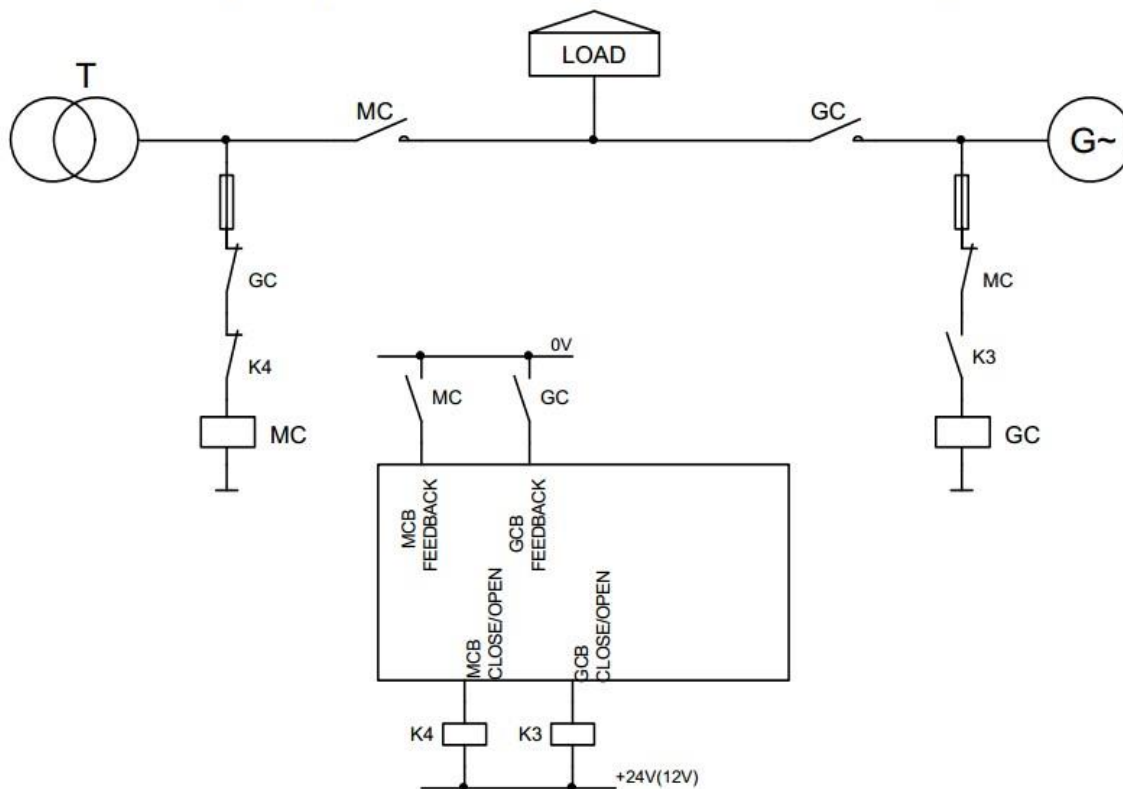 LOAD
T
MC
GC
G~
GC
MC
K4
K3
0V
MC
GC
MC
GC
MCB
FEEDBACK
GCB
FEEDBACK
MCB
CLOSE/OPEN
GCB
CLOSE/OPEN
K4
K3
+24V(12V)